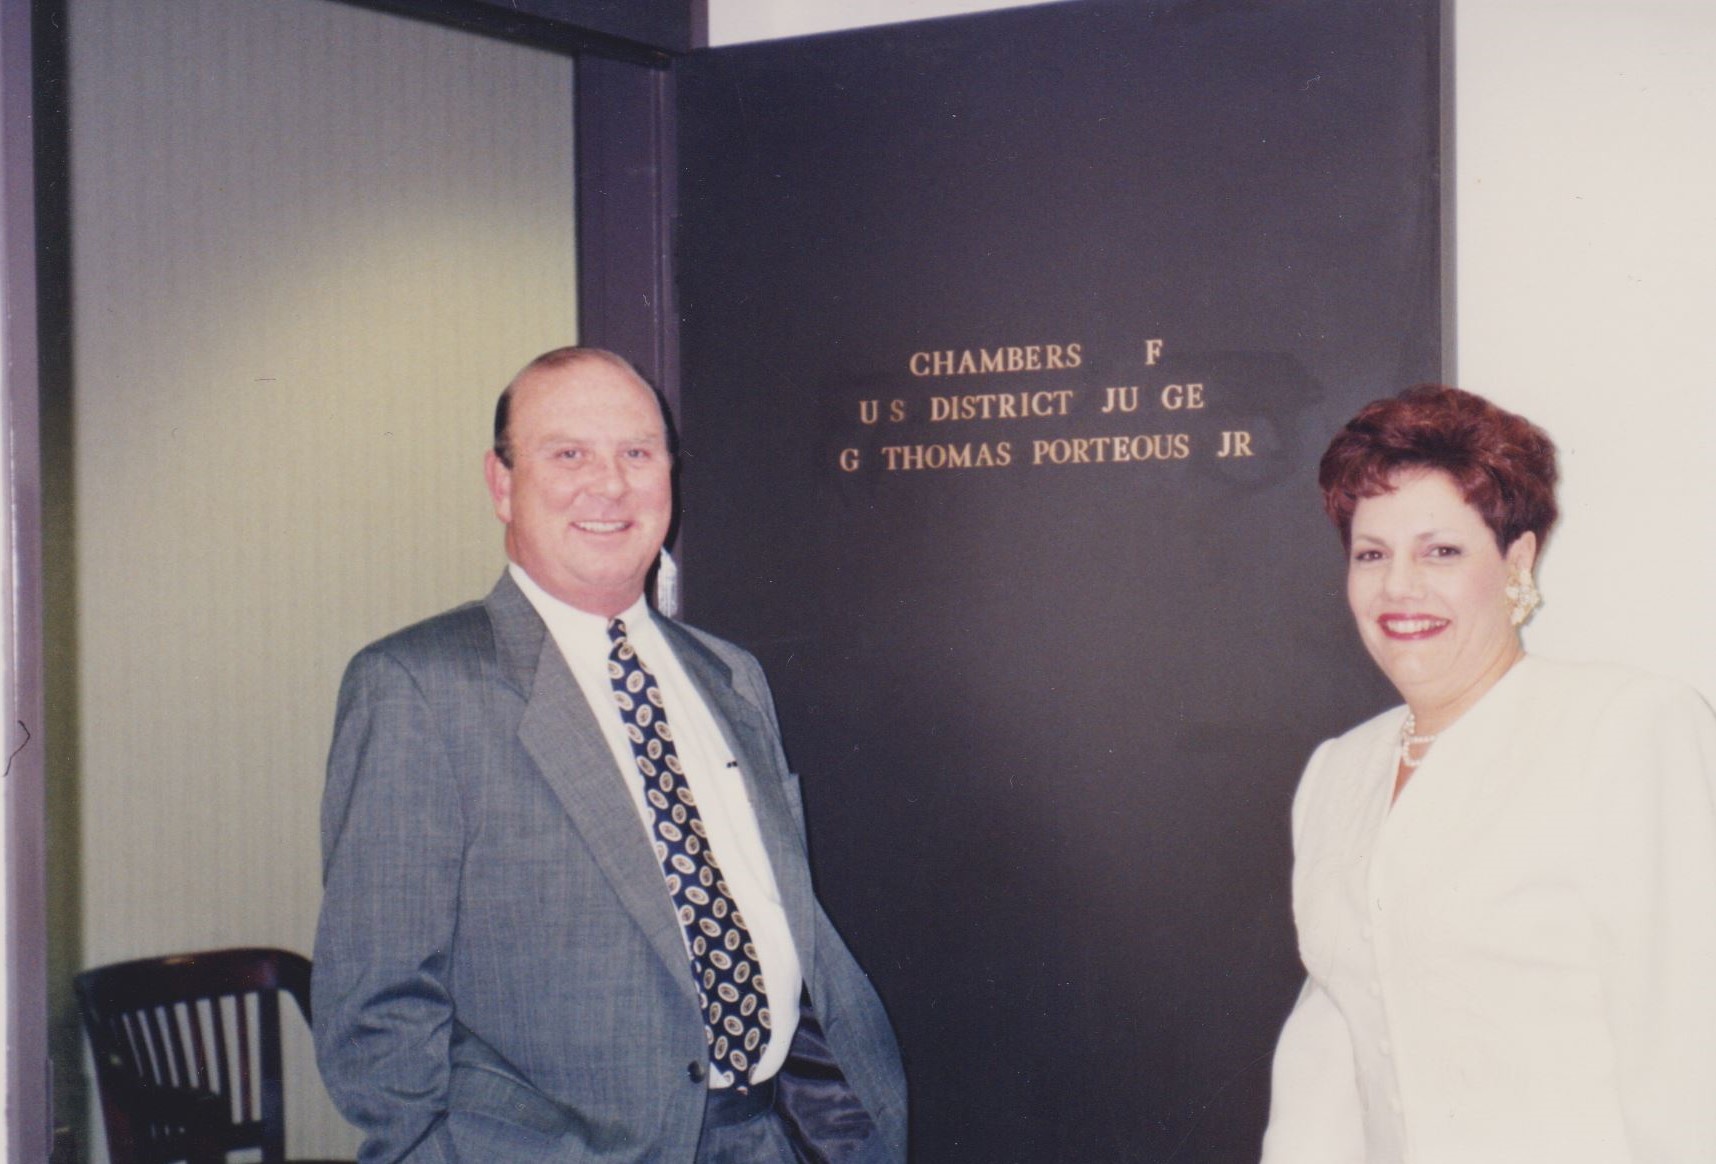 CHAMBERS F
U S DISTRICT JU GE
G THOMAS PORTEOUS JR